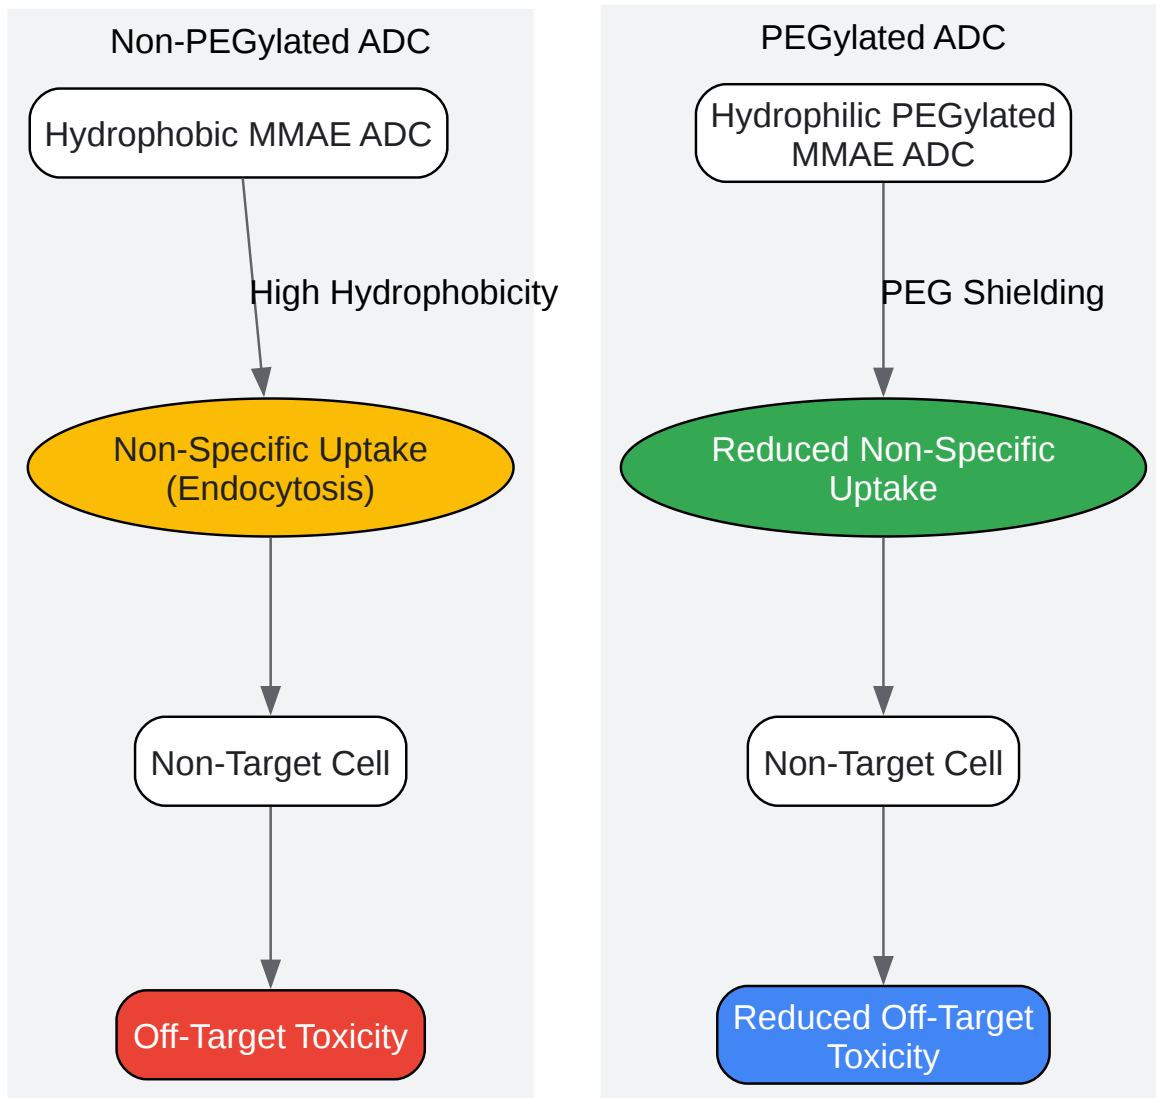 Non-PEGylated ADC
Hydrophobic MMAE ADC
High Hydrophobicity
Non-Specific Uptake
(Endocytosis)
Non-Target Cell
Off-Target Toxicity
PEGylated ADC
Hydrophilic PEGylated
MMAE ADC
PEG Shielding
Reduced Non-Specific
Uptake
Non-Target Cell
Reduced Off-Target
Toxicity